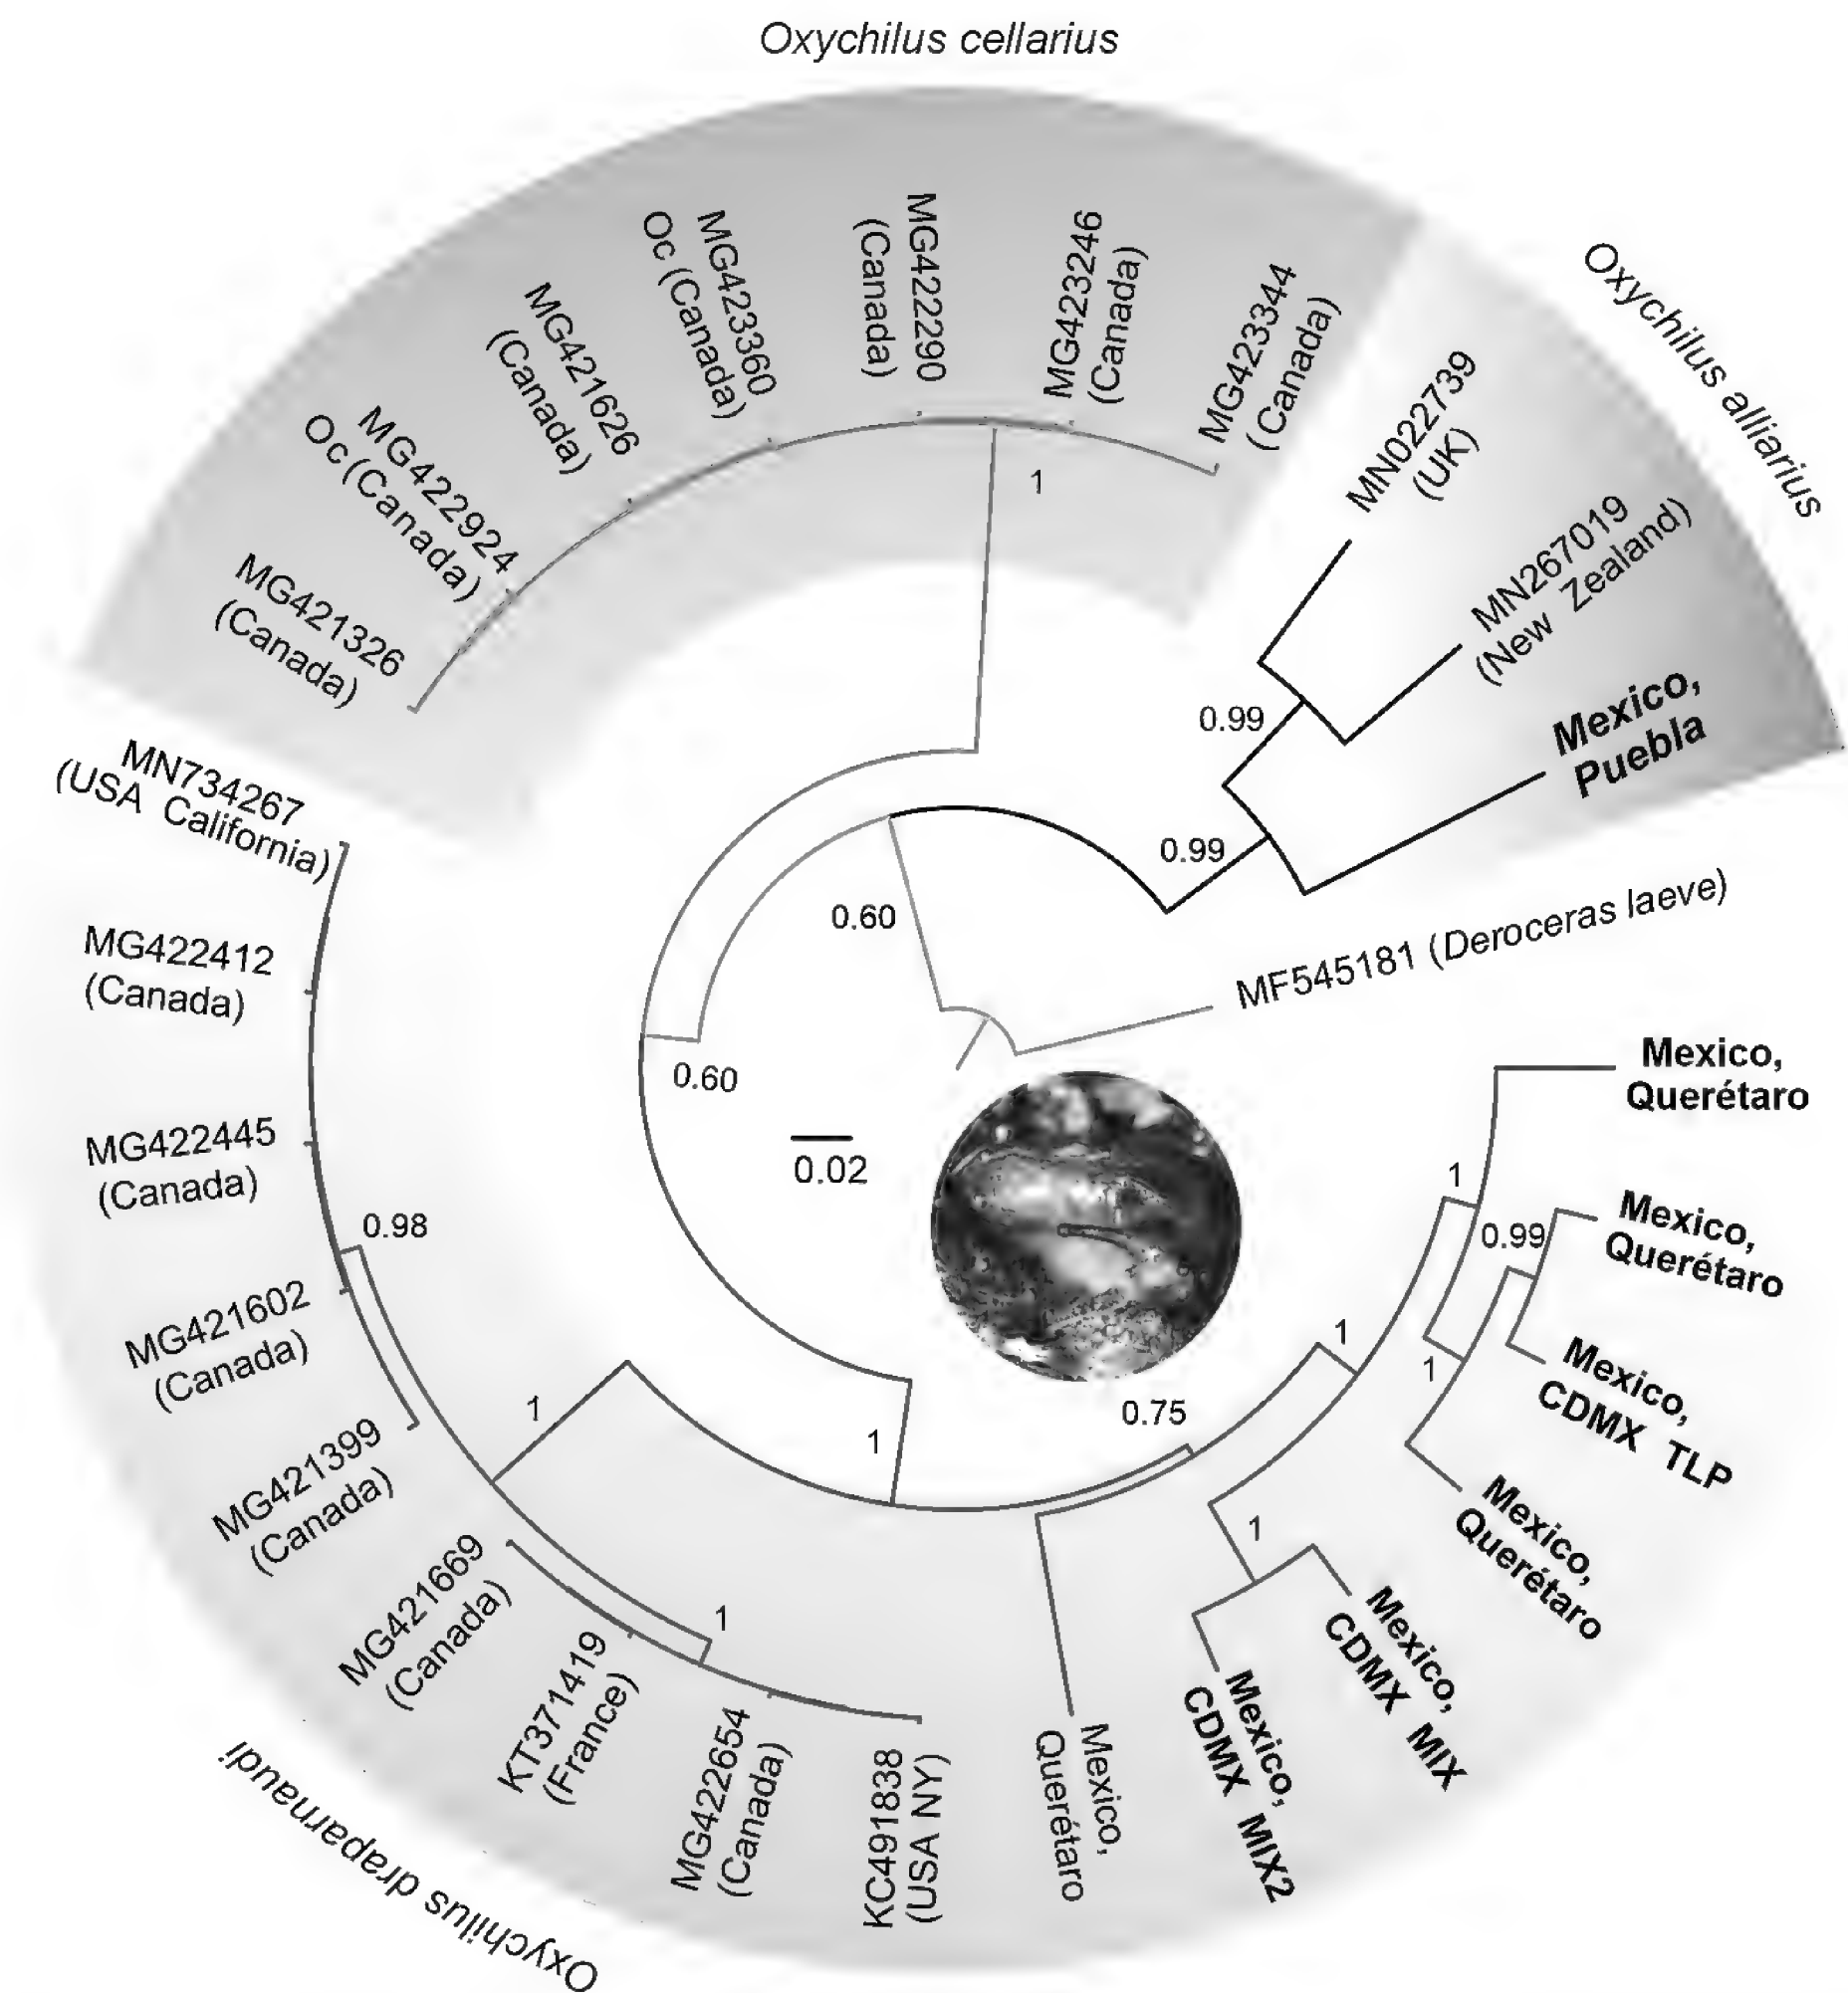 Oxychilus cellarius
Oxychilus alliarius
MG421326
(Canada)
MG422924
Oc (Canada)
MG421626
(Canada)
MG423360
Oc (Canada)
MG422290
(Canada)
MG423246
(Canada)
MG423344
(Canada)
1
MN022739
(UK)
MN267019
(New Zealand)
Mexico,
Puebla
0.99
0.99
0.60
MF545181 (Deroceras laeve)
0.60
0.02
Mexico,
Querétaro
1
Mexico,
Querétaro
0.99
Mexico,
CDMX TLP
1
Mexico,
Querétaro
1
Mexico,
CDMX MIX
1
Mexico,
CDMX MIX2
0.75
Mexico,
Querétaro
1
1
KC491838
(USA NY)
MG422654
(Canada)
1
KT371419
(France)
MG421669
(Canada)
MG421399
(Canada)
MG421602
(Canada)
0.98
MG422445
(Canada)
MG422412
(Canada)
MN734267
(USA California)
Oxychilus draparnaudi